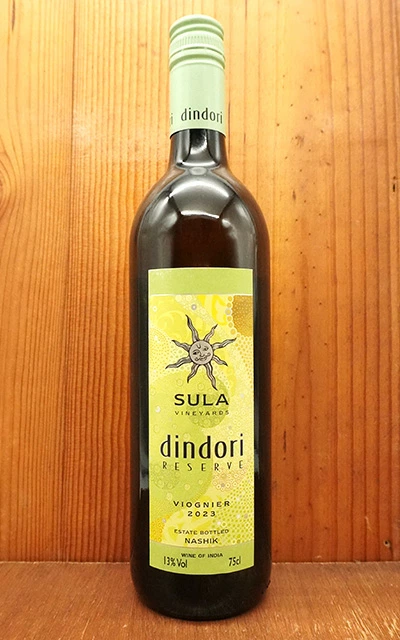 i dindori
SULA
VINEYARDS
dindori
RESERVE
VIOGNIER
2023
ESTATE BOTTLED
NASHIK
WINE OF INDIA
13% Vol 75cl